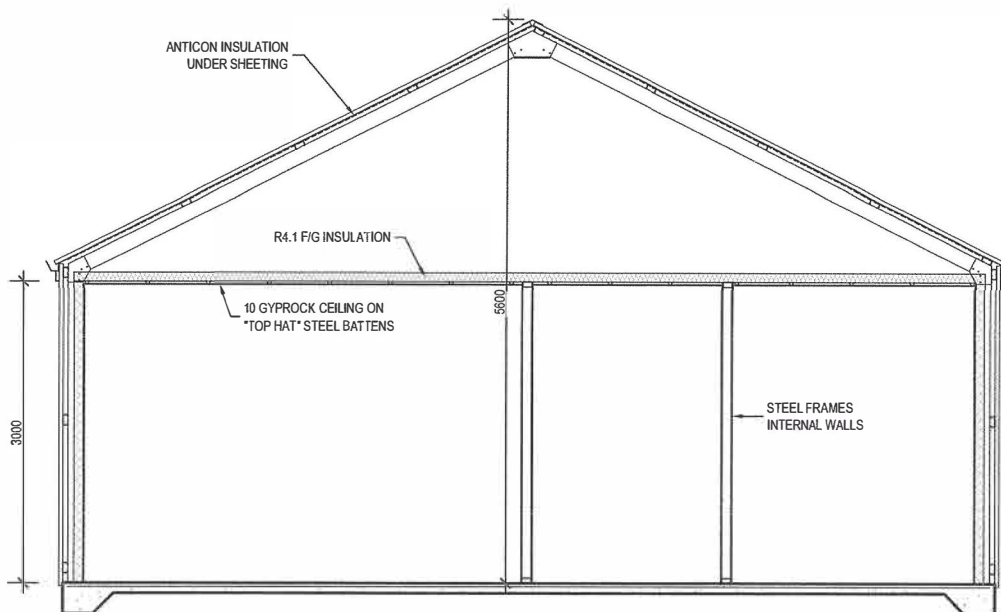 ANTICON INSULATION
UNDER SHEETING
R4.1 F/G INSULATION
10 GYPROCK CEILING ON
"TOP HAT" STEEL BATTENS
5600
3000
STEEL FRAMES
INTERNAL WALLS